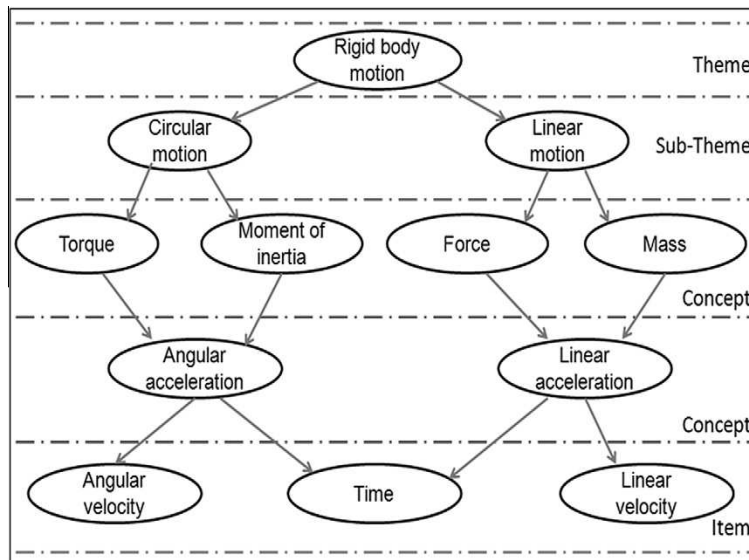 Rigid body
motion
Theme
Circular
motion
Linear
motion
Sub-Theme
Torque
Moment of
inertia
Force
Mass
Concept
Angular
acceleration
Linear
acceleration
Concept
Angular
velocity
Time
Linear
velocity
Item